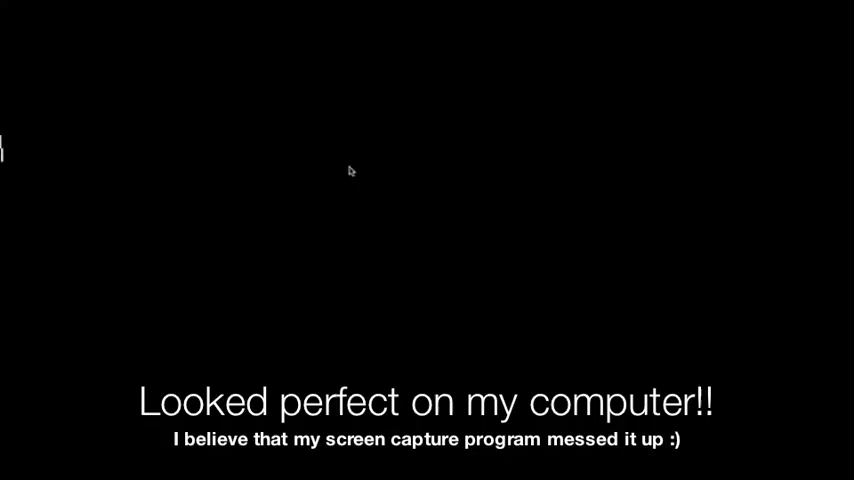 Looked perfect on my computer!!
I believe that my screen capture program messed it up :)